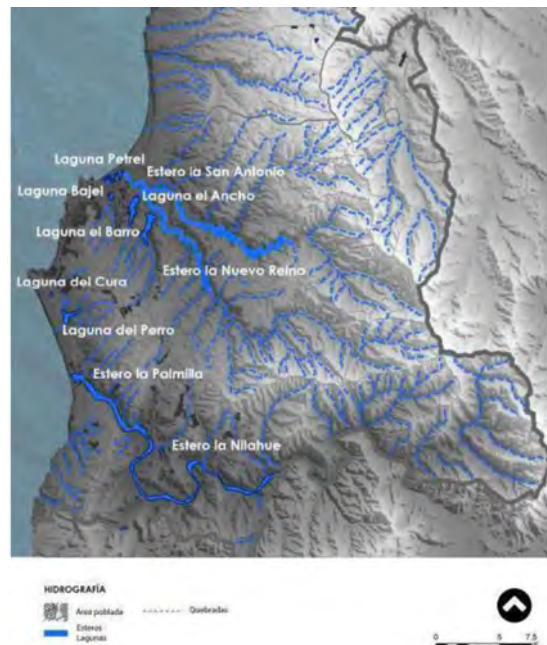 Laguna Petrel
Estero la San Antonio
Laguna Bajel
Laguna el Ancho
Laguna el Barro
Estero la Nuevo Reino
Laguna del Cura
Laguna del Perro
Estero la Palmilla
Estero la Nilahue
HIDROGRAFÍA
Area poblada
Quebradas
Esteros
Lagunas
0 5 7,5